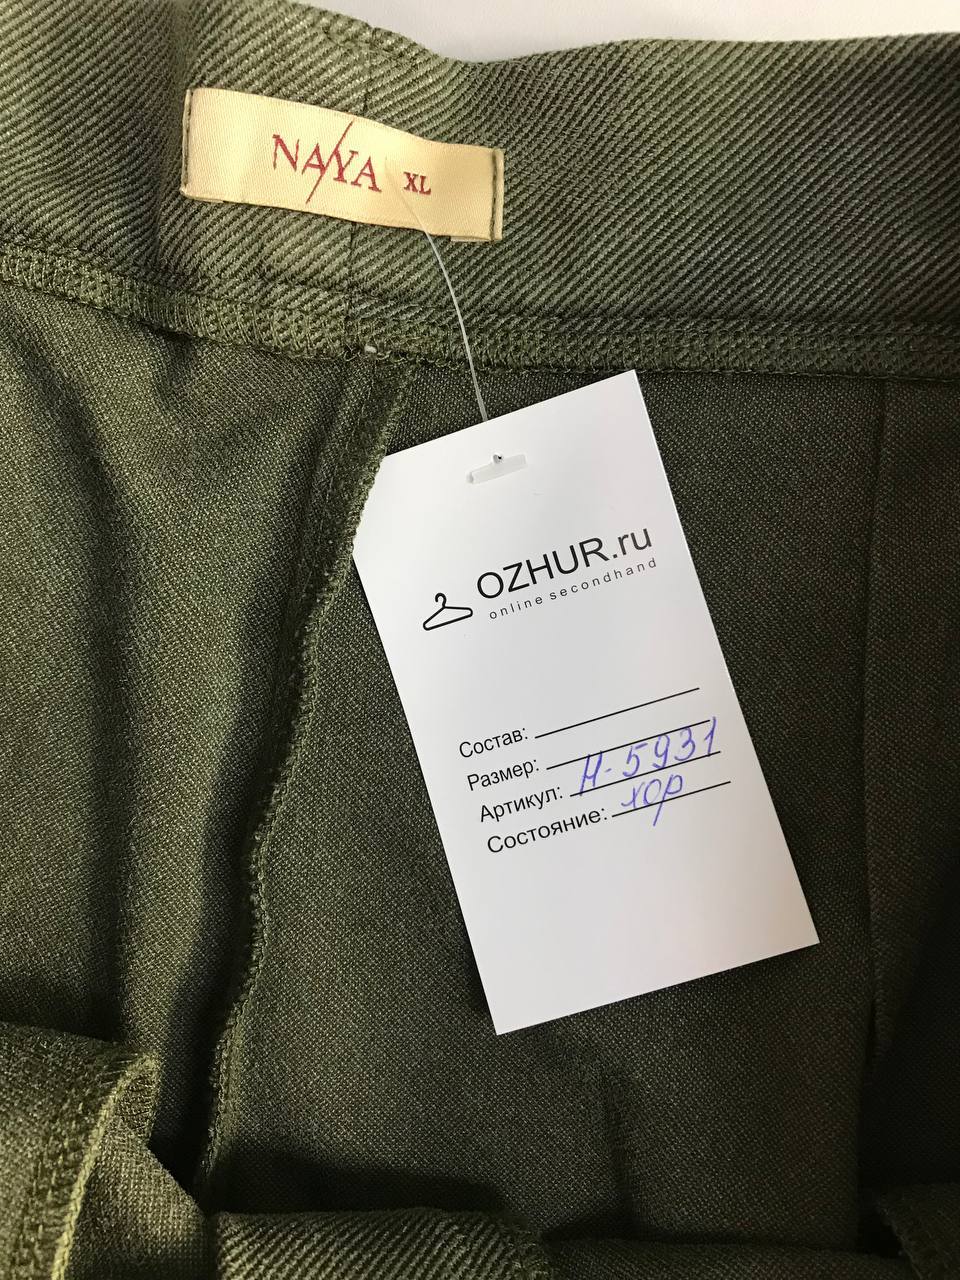 NAYA XL
OZHUR.ru
online secondhand
Состав:
Размер:
Артикул: Н-5931
Состояние: хор